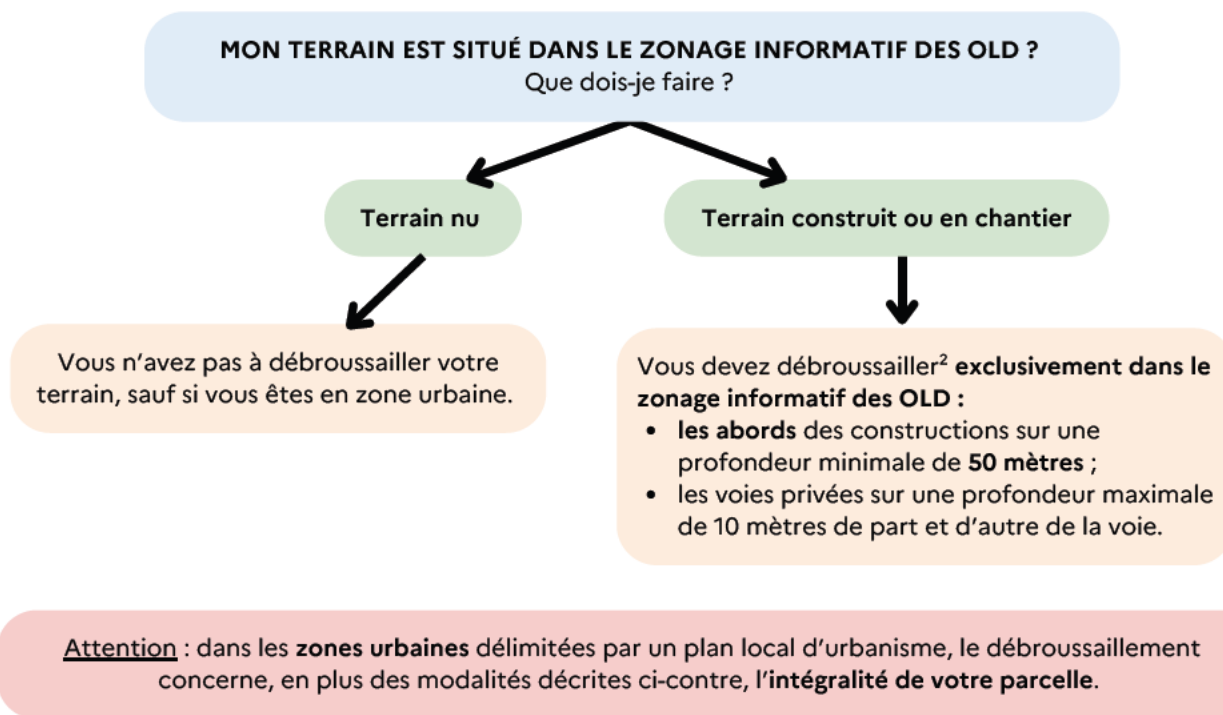 MON TERRAIN EST SITUÉ DANS LE ZONAGE INFORMATIF DES OLD ?
Que dois-je faire ?
Terrain nu
Terrain construit ou en chantier
Vous n'avez pas à débroussailler votre
terrain, sauf si vous êtes en zone urbaine.
Vous devez débroussailler² exclusivement dans le
zonage informatif des OLD :
• les abords des constructions sur une
profondeur minimale de 50 mètres ;
• les voies privées sur une profondeur maximale
de 10 mètres de part et d'autre de la voie.
Attention : dans les zones urbaines délimitées par un plan local d'urbanisme, le débroussaillement
concerne, en plus des modalités décrites ci-contre, l'intégralité de votre parcelle.